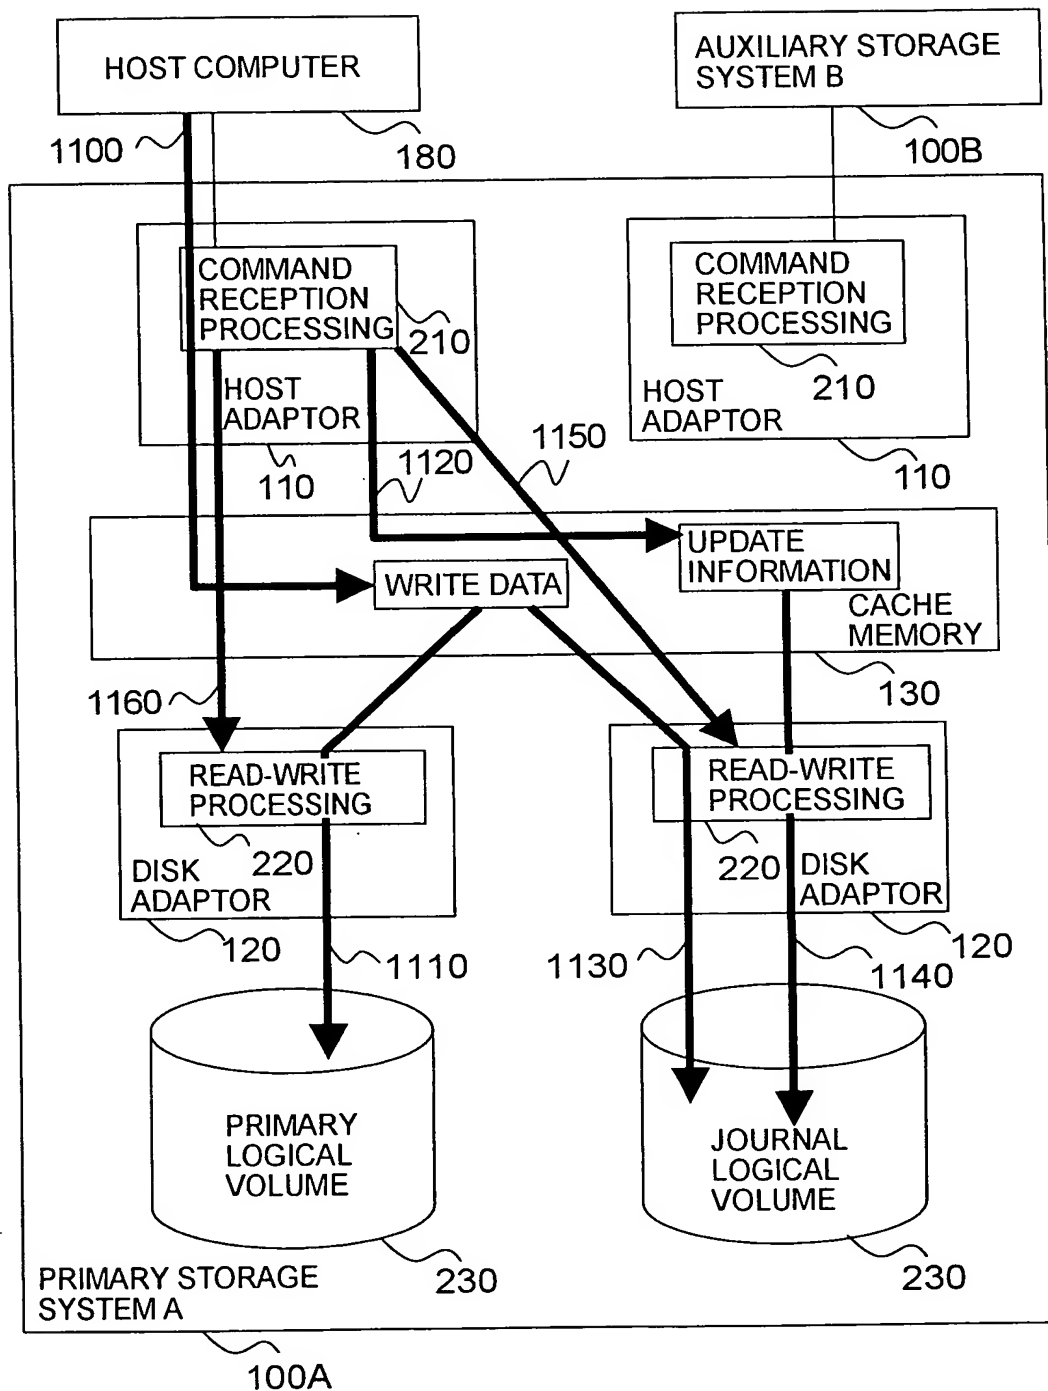 HOST COMPUTER
AUXILIARY STORAGE
SYSTEM B
1100
180
100B
COMMAND
RECEPTION
PROCESSING
210
HOST
ADAPTOR
110
COMMAND
RECEPTION
PROCESSING
210
HOST
ADAPTOR
110
1120
1150
WRITE DATA
UPDATE
INFORMATION
CACHE
MEMORY
130
1160
READ-WRITE
PROCESSING
220
DISK
ADAPTOR
120
READ-WRITE
PROCESSING
220
DISK
ADAPTOR
120
1110
1130
1140
PRIMARY
LOGICAL
VOLUME
230
JOURNAL
LOGICAL
VOLUME
230
PRIMARY STORAGE
SYSTEM A
100A